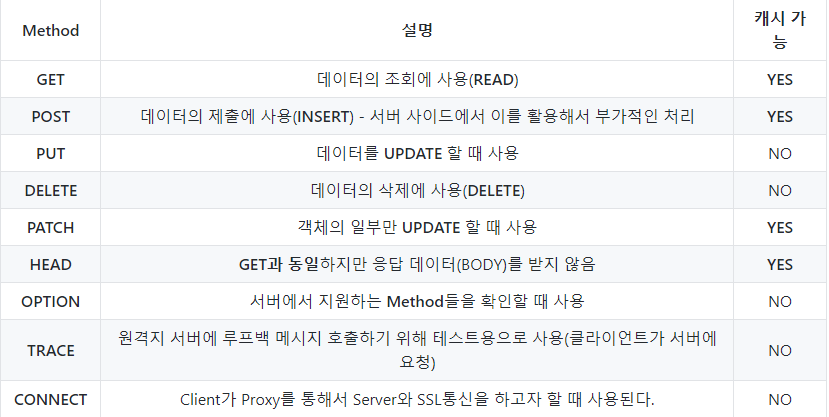 Method 설명 캐시 가
능
GET 데이터의 조회에 사용(READ) YES
POST 데이터의 제출에 사용(INSERT) - 서버 사이드에서 이를 활용해서 부가적인 처리 YES
PUT 데이터를 UPDATE 할 때 사용 NO
DELETE 데이터의 삭제에 사용(DELETE) NO
PATCH 객체의 일부만 UPDATE 할 때 사용 YES
HEAD GET과 동일하지만 응답 데이터(BODY)를 받지 않음 YES
OPTION 서버에서 지원하는 Method들을 확인할 때 사용 NO
TRACE 원격지 서버에 루프백 메시지 호출하기 위해 테스트용으로 사용(클라이언트가 서버에 NO
요청)
CONNECT Client가 Proxy를 통해서 Server와 SSL통신을 하고자 할 때 사용된다. NO